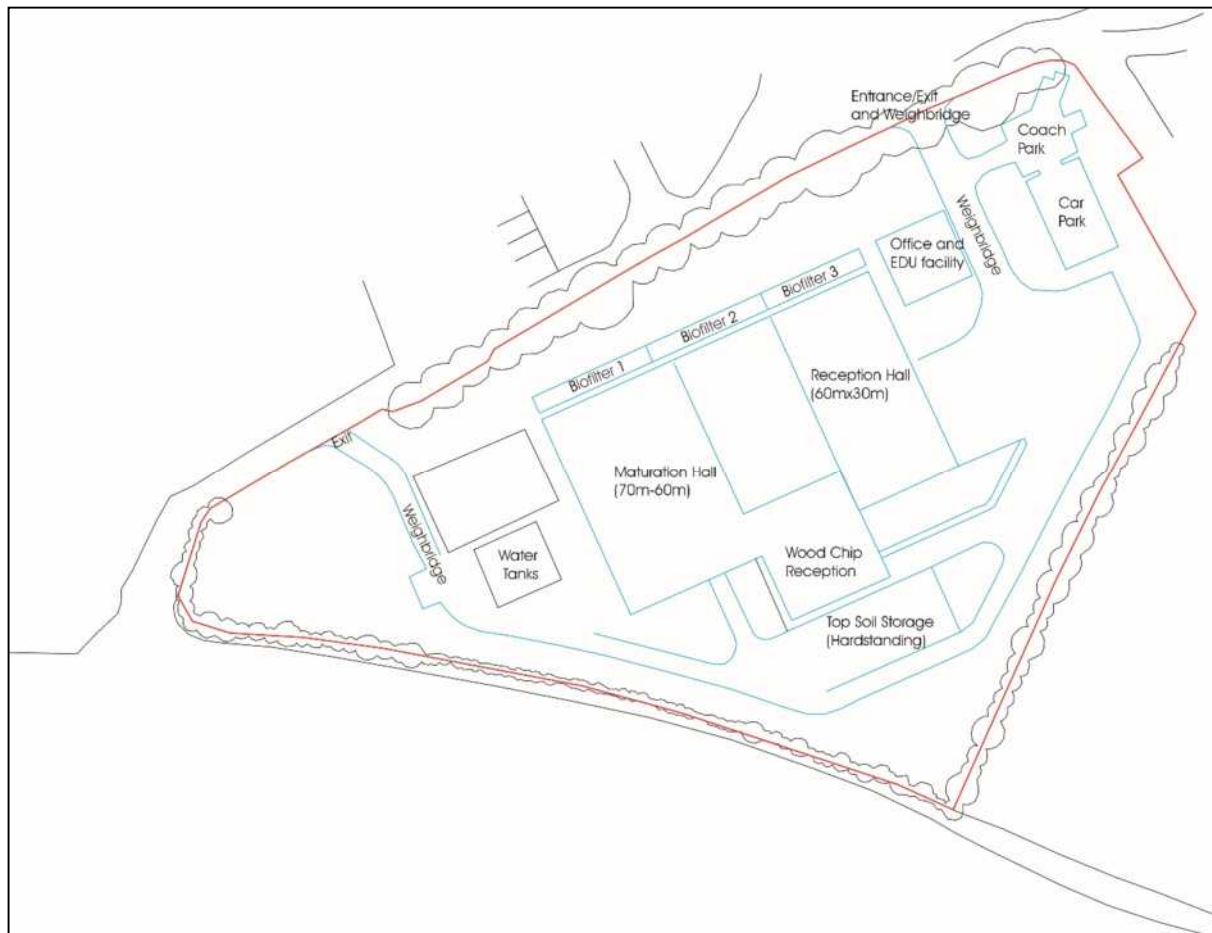 Entrance/Exit
and Weighbridge
Coach
Park
Car
Park
Weighbridge
Office and
EDU facility
Biofilter 3
Biofilter 2
Biofilter 1
Reception Hall
(60mx30m)
Exit
Maturation Hall
(70m-60m)
Weighbridge
Water
Tanks
Wood Chip
Reception
Top Soil Storage
(Hardstanding)